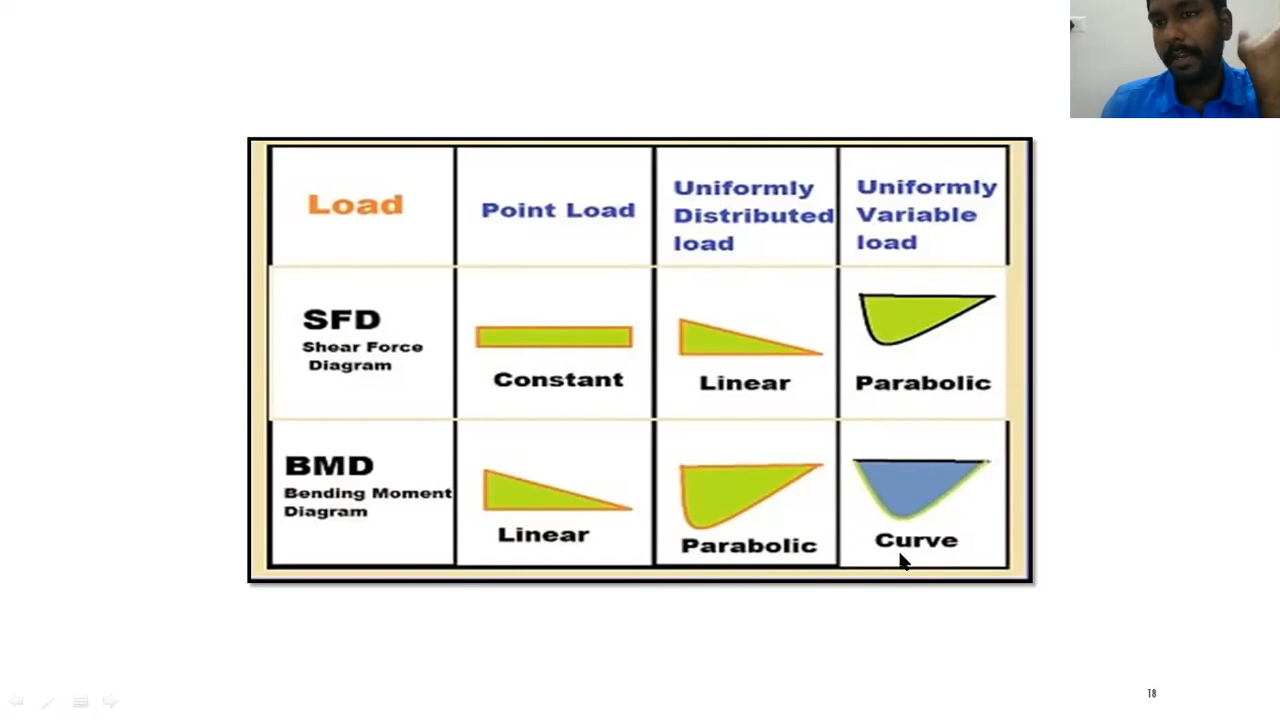 Load
Point Load
Uniformly
Distributed
load
Uniformly
Variable
load
SFD
Shear Force
Diagram
Constant
Linear
Parabolic
BMD
Bending Moment
Diagram
Linear
Parabolic
Curve
18